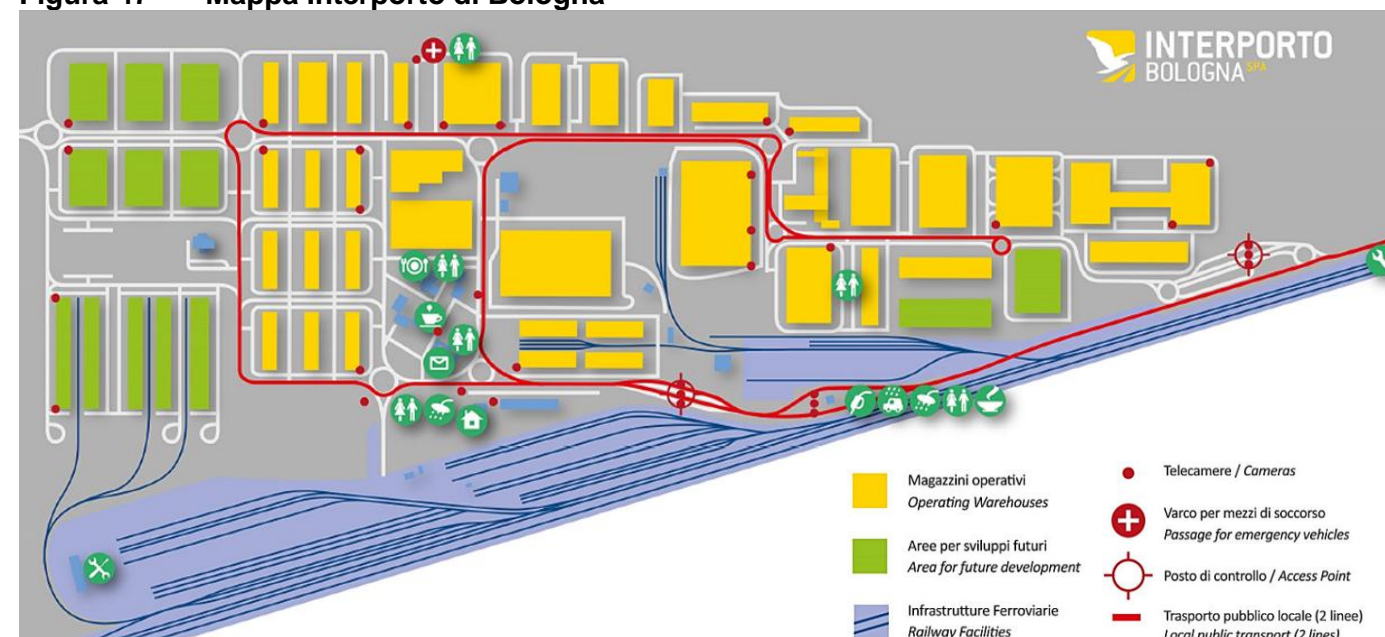 Figura 47 Mappa Interporto di Bologna
INTERPORTO
BOLOGNA SPA
Magazzini operativi
Operating Warehouses
Aree per sviluppi futuri
Area for future development
Infrastrutture Ferroviarie
Railway Facilities
Telecamere / Cameras
Varco per mezzi di soccorso
Passage for emergency vehicles
Posto di controllo / Access Point
Trasporto pubblico locale (2 linee)
Local public transport (2 lines)